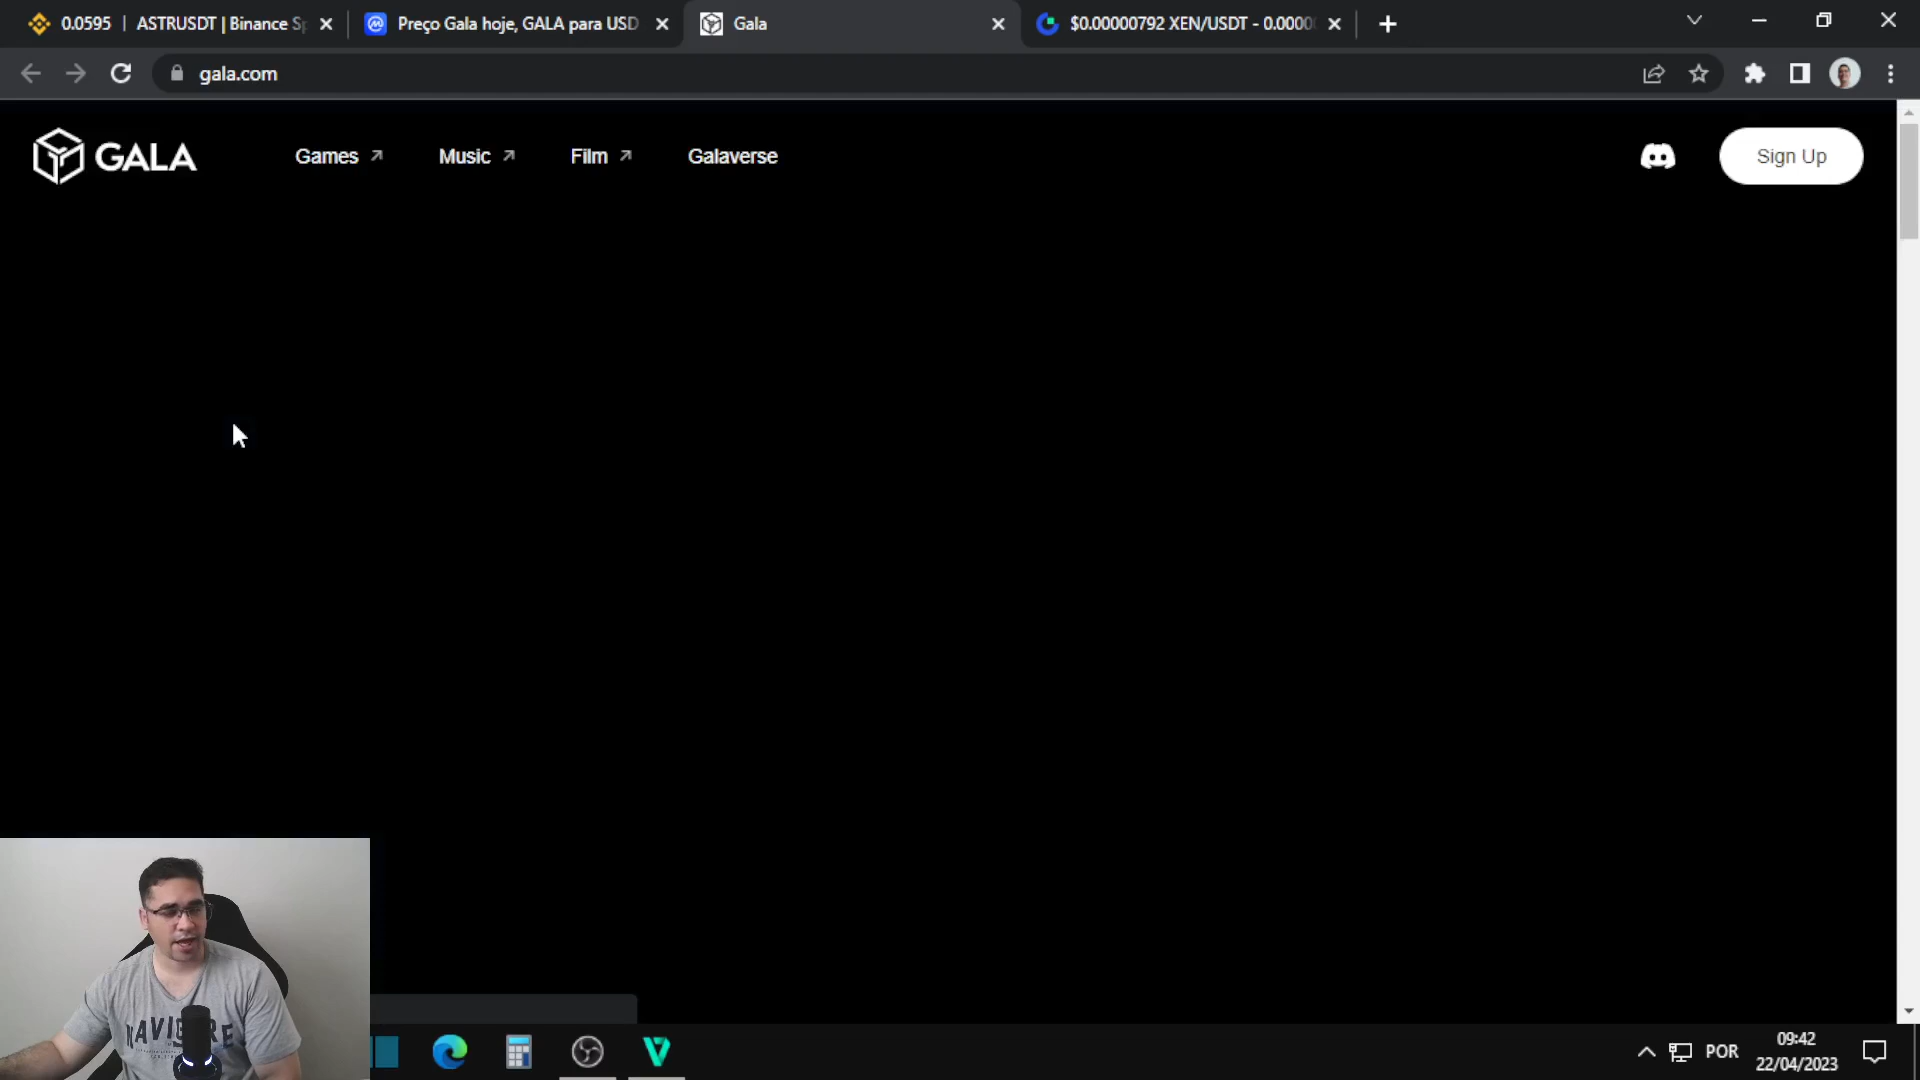 0.0595 | ASTRUSDT | Binance Sp
Preço Gala hoje, GALA para USD
Gala
$0.00000792 XEN/USDT - 0.0000
gala.com
GALA
Games
Music
Film
Galaverse
Sign Up
POR
09:42
22/04/2023